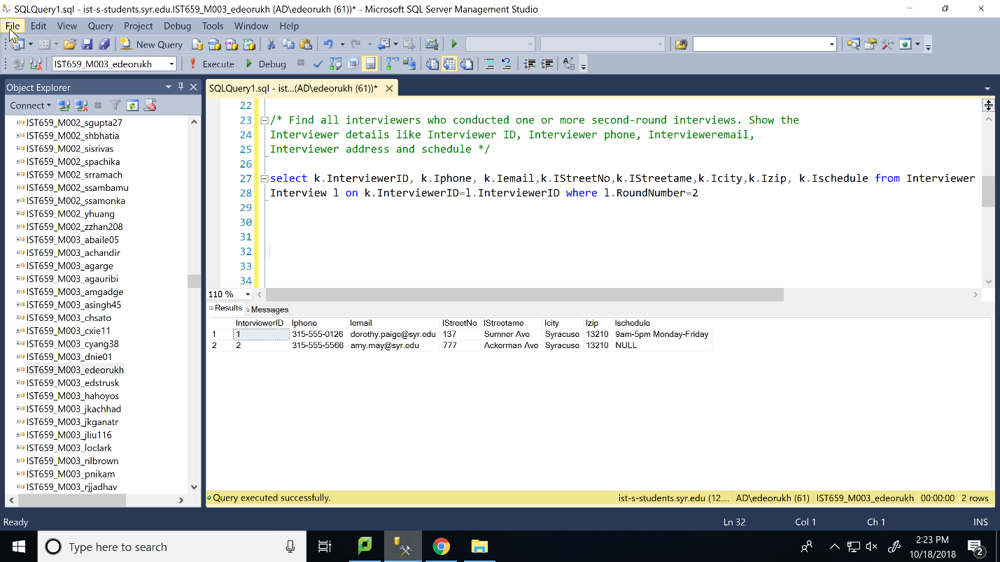 SQLQuery1.sql - ist-s-students.syr.edu.IST659_M003_edeorukh (AD\edeorukh (61))* - Microsoft SQL Server Management Studio
File Edit View Query Project Debug Tools Window Help
New Query
IST659_M003_edeorukh Execute Debug
Object Explorer
Connect
IST659_M002_sgupta27
IST659_M002_shbhatia
IST659_M002_sisrivas
IST659_M002_spachika
IST659_M002_srramach
IST659_M002_ssambamu
IST659_M002_ssamonka
IST659_M002_yhuang
IST659_M002_zzhan208
IST659_M003_abaile05
IST659_M003_achandir
IST659_M003_agarge
IST659_M003_agauribi
IST659_M003_amgadge
IST659_M003_asingh45
IST659_M003_chsato
IST659_M003_cxie11
IST659_M003_cyang38
IST659_M003_dnie01
IST659_M003_edeorukh
IST659_M003_edstrusk
IST659_M003_hahoyos
IST659_M003_jkachhad
IST659_M003_jkganatr
IST659_M003_jliu116
IST659_M003_loclark
IST659_M003_nlbrown
IST659_M003_pnikam
IST659_M003_rjjadhav
SQLQuery1.sql - ist...(AD\edeorukh (61))*
22
23 /* Find all interviewers who conducted one or more second-round interviews. Show the
24 Interviewer details like Interviewer ID, Interviewer phone, Intervieweremail,
25 Interviewer address and schedule */
26
27 select k.InterviewerID, k.Iphone, k.Iemail,k.IStreetNo,k.IStreetame,k.Icity,k.Izip, k.Ischedule from Interviewer
28 Interview l on k.InterviewerID=l.InterviewerID where l.RoundNumber=2
29
30
31
32
33
34
110 %
Results Messages
InterviewerID Iphone Iemail IStreetNo IStreetame Icity Izip Ischedule
1 1 315-555-0126 dorothy.paige@syr.edu 137 Sumner Ave Syracuse 13210 9am-5pm Monday-Friday
2 2 315-555-5566 amy.may@syr.edu 777 Ackerman Ave Syracuse 13210 NULL
Query executed successfully. ist-s-students.syr.edu (12.... AD\edeorukh (61) IST659_M003_edeorukh 00:00:00 2 rows
Ready Ln 32 Col 1 Ch 1 INS
Type here to search
2:23 PM
10/18/2018
2